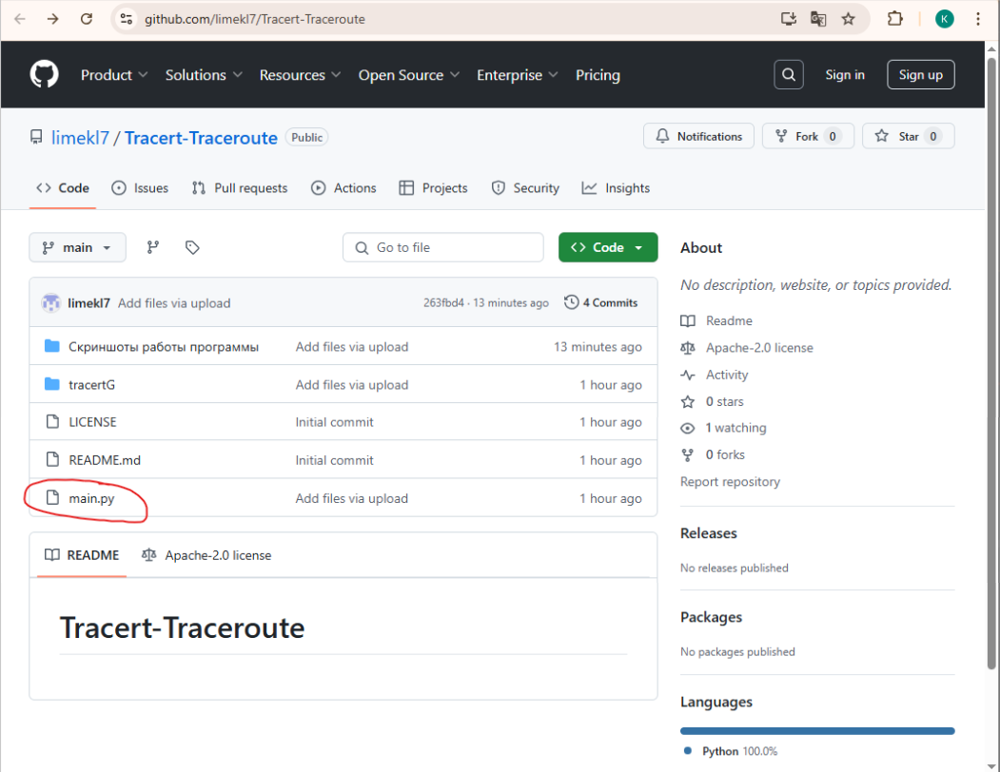 github.com/limekl7/Tracert-Traceroute
K
Product Solutions Resources Open Source Enterprise Pricing Sign in Sign up
limekl7 / Tracert-Traceroute Public Notifications Fork 0 Star 0
Code Issues Pull requests Actions Projects Security Insights
main Go to file Code
limekl7 Add files via upload 263fbd4 · 13 minutes ago 4 Commits
Скриншоты работы программы Add files via upload 13 minutes ago
tracertG Add files via upload 1 hour ago
LICENSE Initial commit 1 hour ago
README.md Initial commit 1 hour ago
main.py Add files via upload 1 hour ago
README Apache-2.0 license
Tracert-Traceroute
About
No description, website, or topics provided.
Readme
Apache-2.0 license
Activity
0 stars
1 watching
0 forks
Report repository
Releases
No releases published
Packages
No packages published
Languages
Python 100.0%